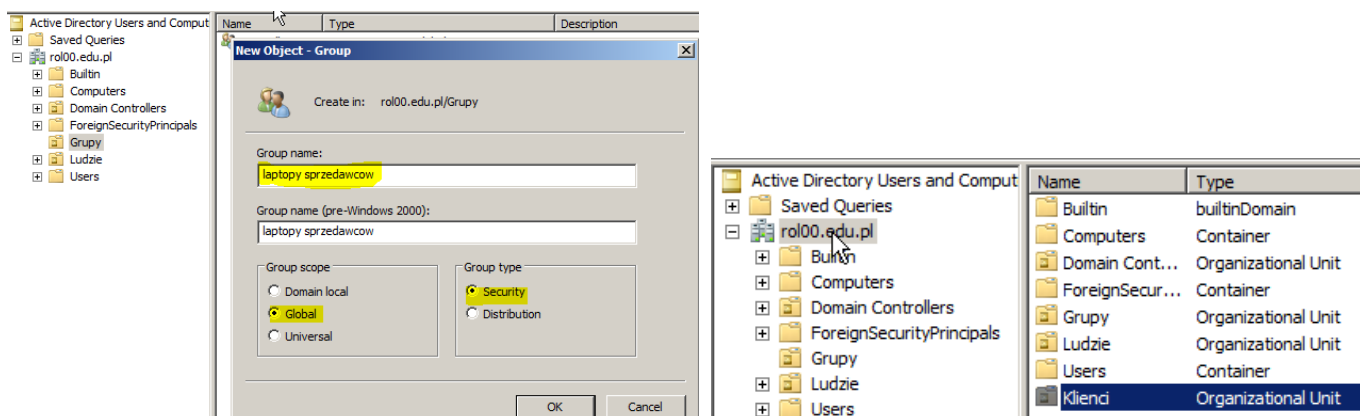 Active Directory Users and Comput
Saved Queries
rol00.edu.pl
Builtin
Computers
Domain Controllers
ForeignSecurityPrincipals
Grupy
Ludzie
Users
Name Type Description
New Object - Group
Create in: rol00.edu.pl/Grupy
Group name:
laptopy sprzedawcow
Group name (pre-Windows 2000):
laptopy sprzedawcow
Group scope
Domain local
Global
Universal
Group type
Security
Distribution
OK Cancel
Active Directory Users and Comput
Saved Queries
rol00.edu.pl
Builtin
Computers
Domain Controllers
ForeignSecurityPrincipals
Grupy
Ludzie
Users
Name Type
Builtin builtinDomain
Computers Container
Domain Cont... Organizational Unit
ForeignSecur... Container
Grupy Organizational Unit
Ludzie Organizational Unit
Users Container
Klienci Organizational Unit